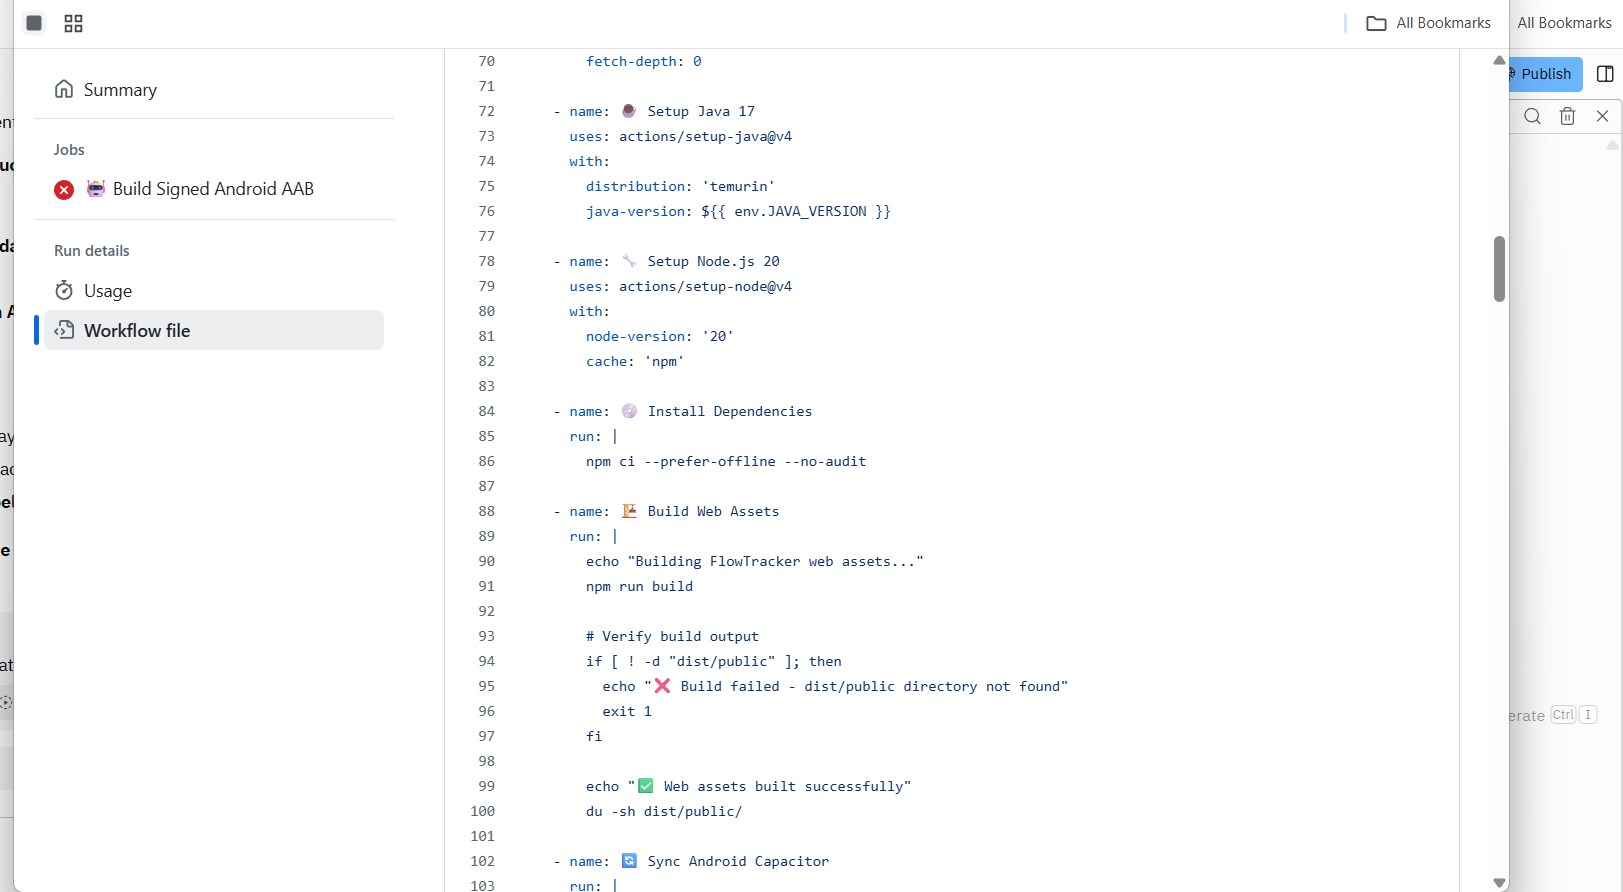 All Bookmarks
All Bookmarks
Publish
Summary
Jobs
Build Signed Android AAB
Run details
Usage
Workflow file
70 fetch-depth: 0
71
72 - name: Setup Java 17
73 uses: actions/setup-java@v4
74 with:
75 distribution: 'temurin'
76 java-version: ${{ env.JAVA_VERSION }}
77
78 - name: 🔧 Setup Node.js 20
79 uses: actions/setup-node@v4
80 with:
81 node-version: '20'
82 cache: 'npm'
83
84 - name: Install Dependencies
85 run: |
86 npm ci --prefer-offline --no-audit
87
88 - name: 🏗️ Build Web Assets
89 run: |
90 echo "Building FlowTracker web assets..."
91 npm run build
92
93 # Verify build output
94 if [ ! -d "dist/public" ]; then
95 echo "❌ Build failed - dist/public directory not found"
96 exit 1
97 fi
98
99 echo "✅ Web assets built successfully"
100 du -sh dist/public/
101
102 - name: 🔄 Sync Android Capacitor
103 run: |
erate Ctrl I